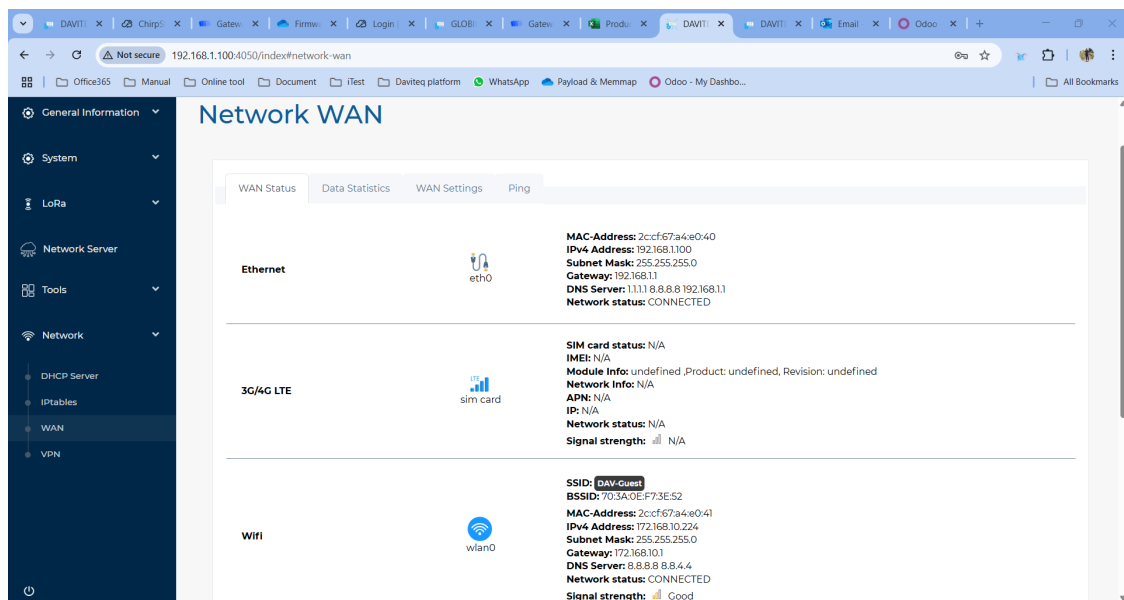 DAVIT
ChirpS
Gatew
Firmw
Login
GLOB
Gatew
Produ
DAVIT
DAVIT
Email
Odoo
Not secure
192.168.1.100:4050/index#network-wan
Office365
Manual
Online tool
Document
iTest
Daviteq platform
WhatsApp
Payload & Memmap
Odoo - My Dashbo...
All Bookmarks
General Information
System
LoRa
Network Server
Tools
Network
DHCP Server
IPtables
WAN
VPN
Network WAN
WAN Status
Data Statistics
WAN Settings
Ping
Ethernet
eth0
MAC-Address: 2c:cf:67:a4:e0:40
IPv4 Address: 192.168.1.100
Subnet Mask: 255.255.255.0
Gateway: 192.168.1.1
DNS Server: 1.1.1.1 8.8.8.8 192.168.1.1
Network status: CONNECTED
3G/4G LTE
LTE
sim card
SIM card status: N/A
IMEI: N/A
Module Info: undefined ,Product: undefined, Revision: undefined
Network Info: N/A
APN: N/A
IP: N/A
Network status: N/A
Signal strength: N/A
Wifi
wlan0
SSID: DAV-Guest
BSSID: 70:3A:0E:F7:3E:52
MAC-Address: 2c:cf:67:a4:e0:41
IPv4 Address: 172.168.10.224
Subnet Mask: 255.255.255.0
Gateway: 172.168.10.1
DNS Server: 8.8.8.8 8.8.4.4
Network status: CONNECTED
Signal strength: Good